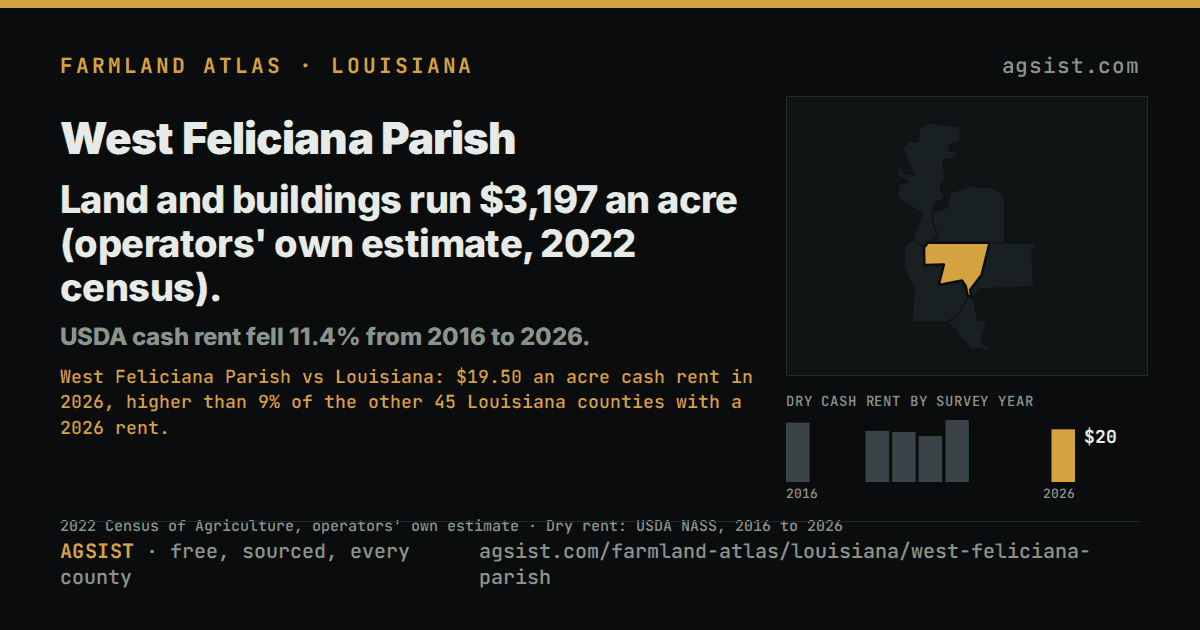 FARMLAND ATLAS · LOUISIANA
agsist.com
West Feliciana Parish
Land and buildings run $3,197 an acre
(operators' own estimate, 2022
census).
USDA cash rent fell 11.4% from 2016 to 2026.
West Feliciana Parish vs Louisiana: $19.50 an acre cash rent in
2026, higher than 9% of the other 45 Louisiana counties with a
2026 rent.
DRY CASH RENT BY SURVEY YEAR
$20
2016
2026
2022 Census of Agriculture, operators' own estimate · Dry rent: USDA NASS, 2016 to 2026
AGSIST · free, sourced, every
county
agsist.com/farmland-atlas/louisiana/west-feliciana-
parish